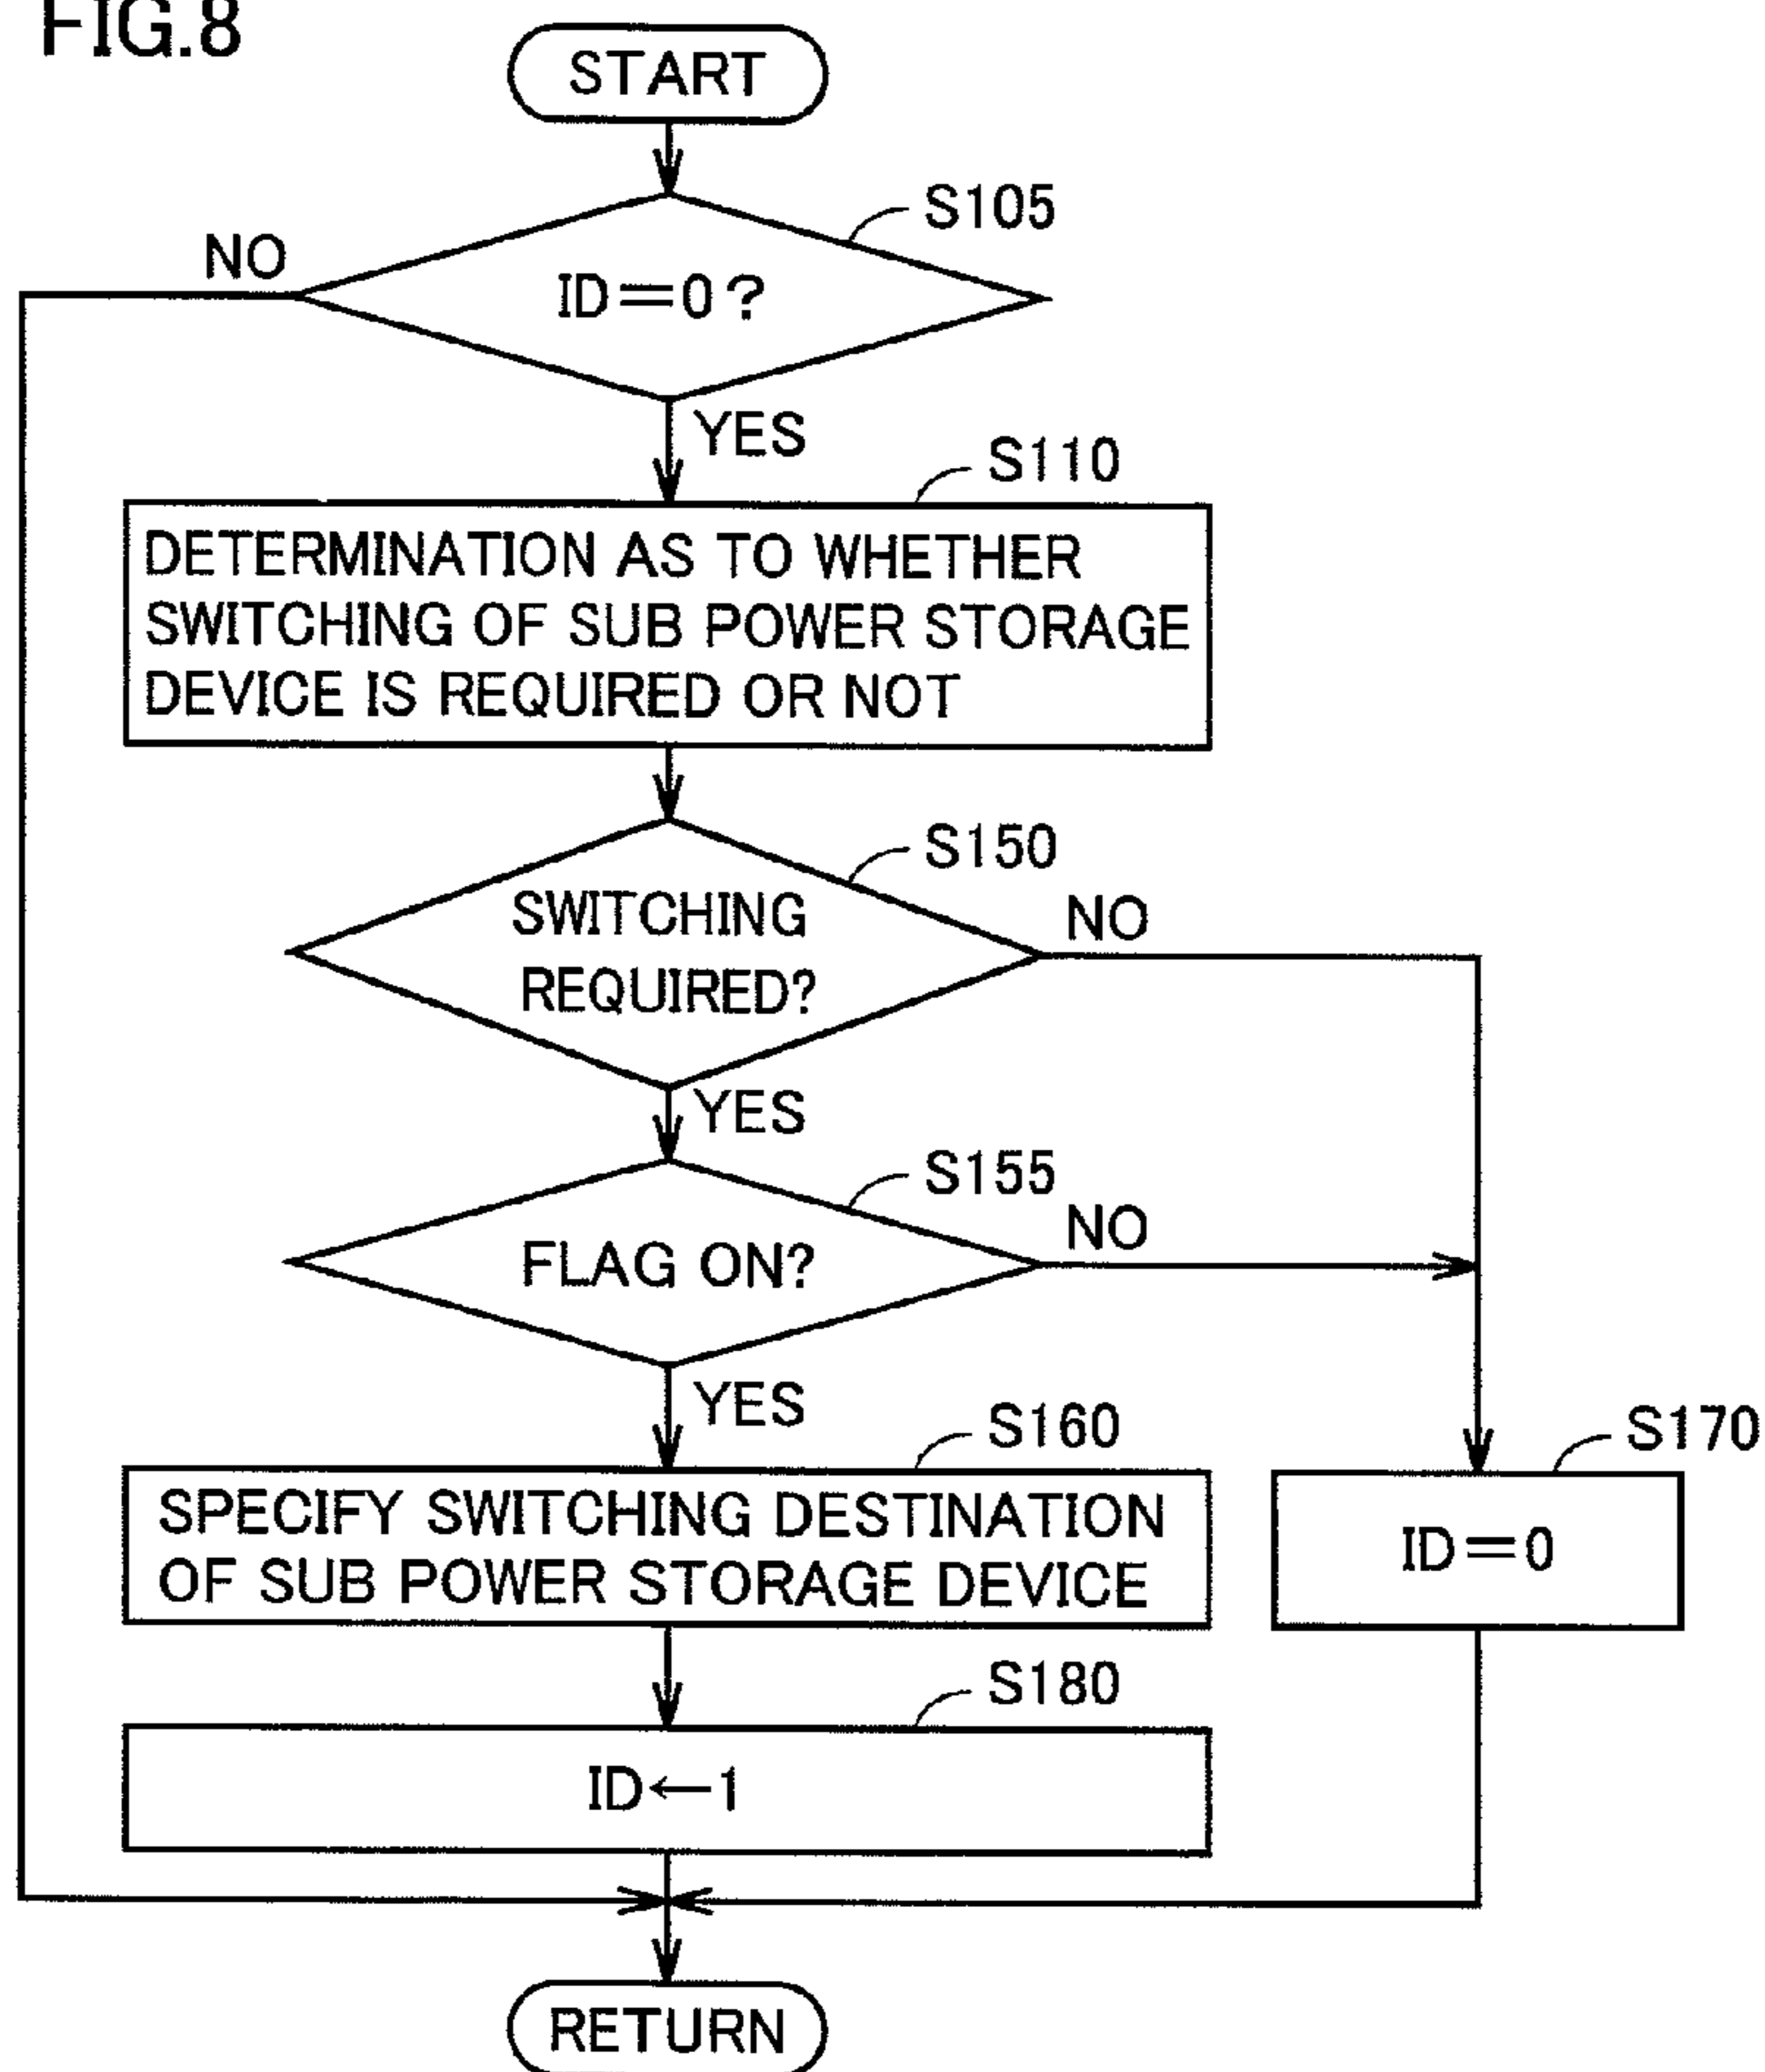 FIG.8
START
S105
NO
ID=0?
YES
S110
DETERMINATION AS TO WHETHER
SWITCHING OF SUB POWER STORAGE
DEVICE IS REQUIRED OR NOT
S150
SWITCHING
REQUIRED?
NO
YES
S155
FLAG ON?
NO
YES
S160
SPECIFY SWITCHING DESTINATION
OF SUB POWER STORAGE DEVICE
S170
ID=0
S180
ID←1
RETURN